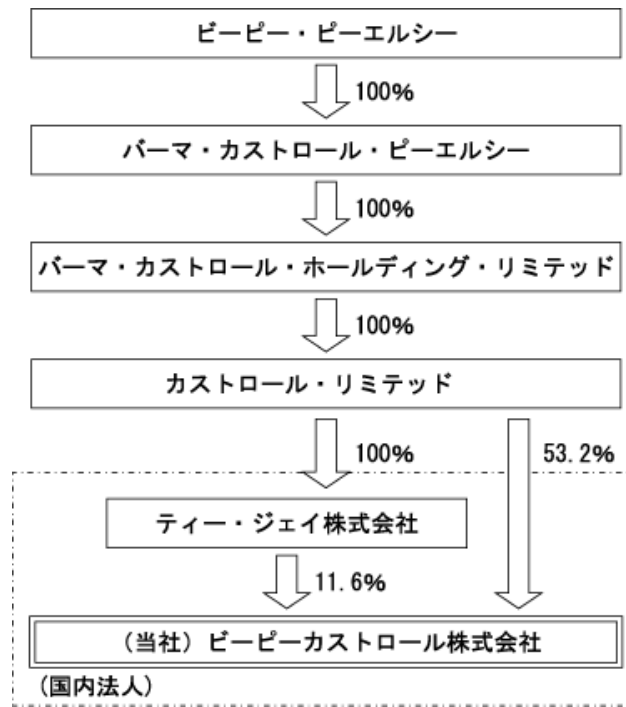 ビーピー・ピーエルシー
100%
バーマ・カストロール・ピーエルシー
100%
バーマ・カストロール・ホールディング・リミテッド
100%
カストロール・リミテッド
100%
53.2%
ティー・ジェイ株式会社
11.6%
(当社)ビーピーカストロール株式会社
(国内法人)